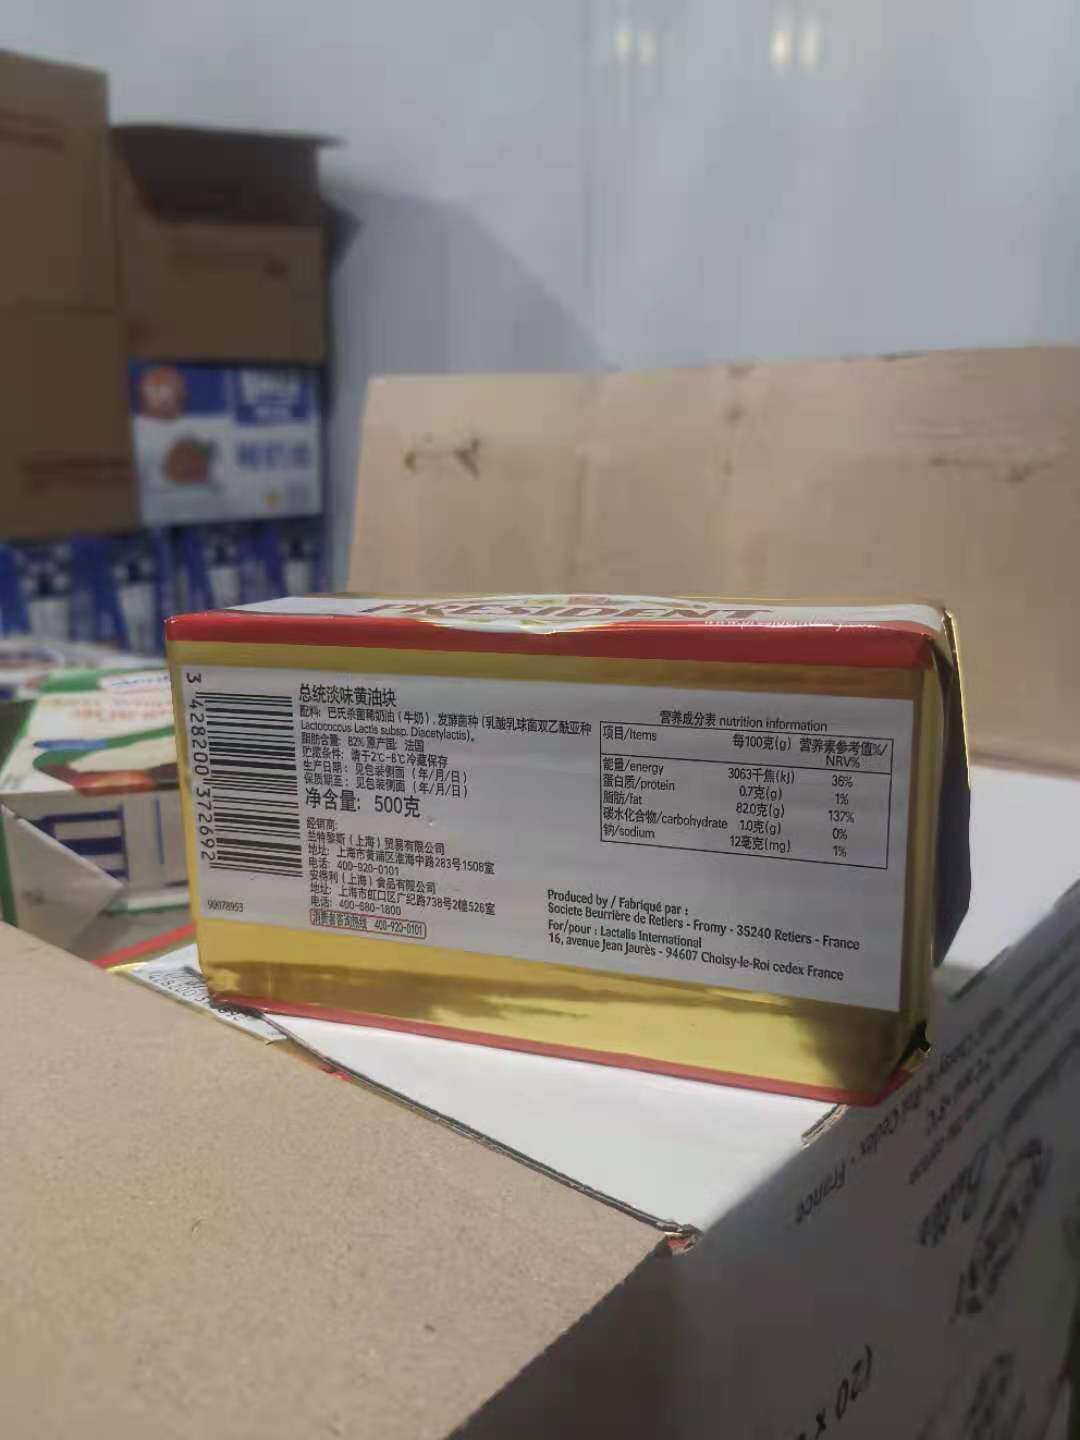 PRESIDENT
3 428200 372692
总统淡味黄油块
配料: 巴氏杀菌稀奶油(牛奶), 发酵菌种(乳酸乳球菌双乙酰亚种
Lactococcus Lactis subsp. Diacetylactis)。
脂肪含量: 82% 原产国: 法国
贮藏条件: 请于2℃-6℃冷藏保存
生产日期: 见包装侧面 (年/月/日)
保质期至: 见包装侧面 (年/月/日)
净含量: 500克
经销商:
兰特黎斯(上海)贸易有限公司
地址: 上海市黄浦区淮海中路283号1508室
电话: 400-920-0101
安得利(上海)食品有限公司
地址: 上海市虹口区广纪路738号2幢526室
电话: 400-680-1800
消费者咨询热线 400-920-0101
99078953
营养成分表 nutrition information
项目/Items 每100克(g) 营养素参考值%/
NRV%
能量/energy 3063千焦(kJ) 36%
蛋白质/protein 0.7克(g) 1%
脂肪/fat 82.0克(g) 137%
碳水化合物/carbohydrate 1.0克(g) 0%
钠/sodium 12毫克(mg) 1%
Produced by / Fabriqué par :
Societe Beurrière de Retiers - Fromy - 35240 Retiers - France
For/pour : Lactalis International
16, avenue Jean Jaurès - 94607 Choisy-le-Roi cedex France
Cedex - France
(20 x